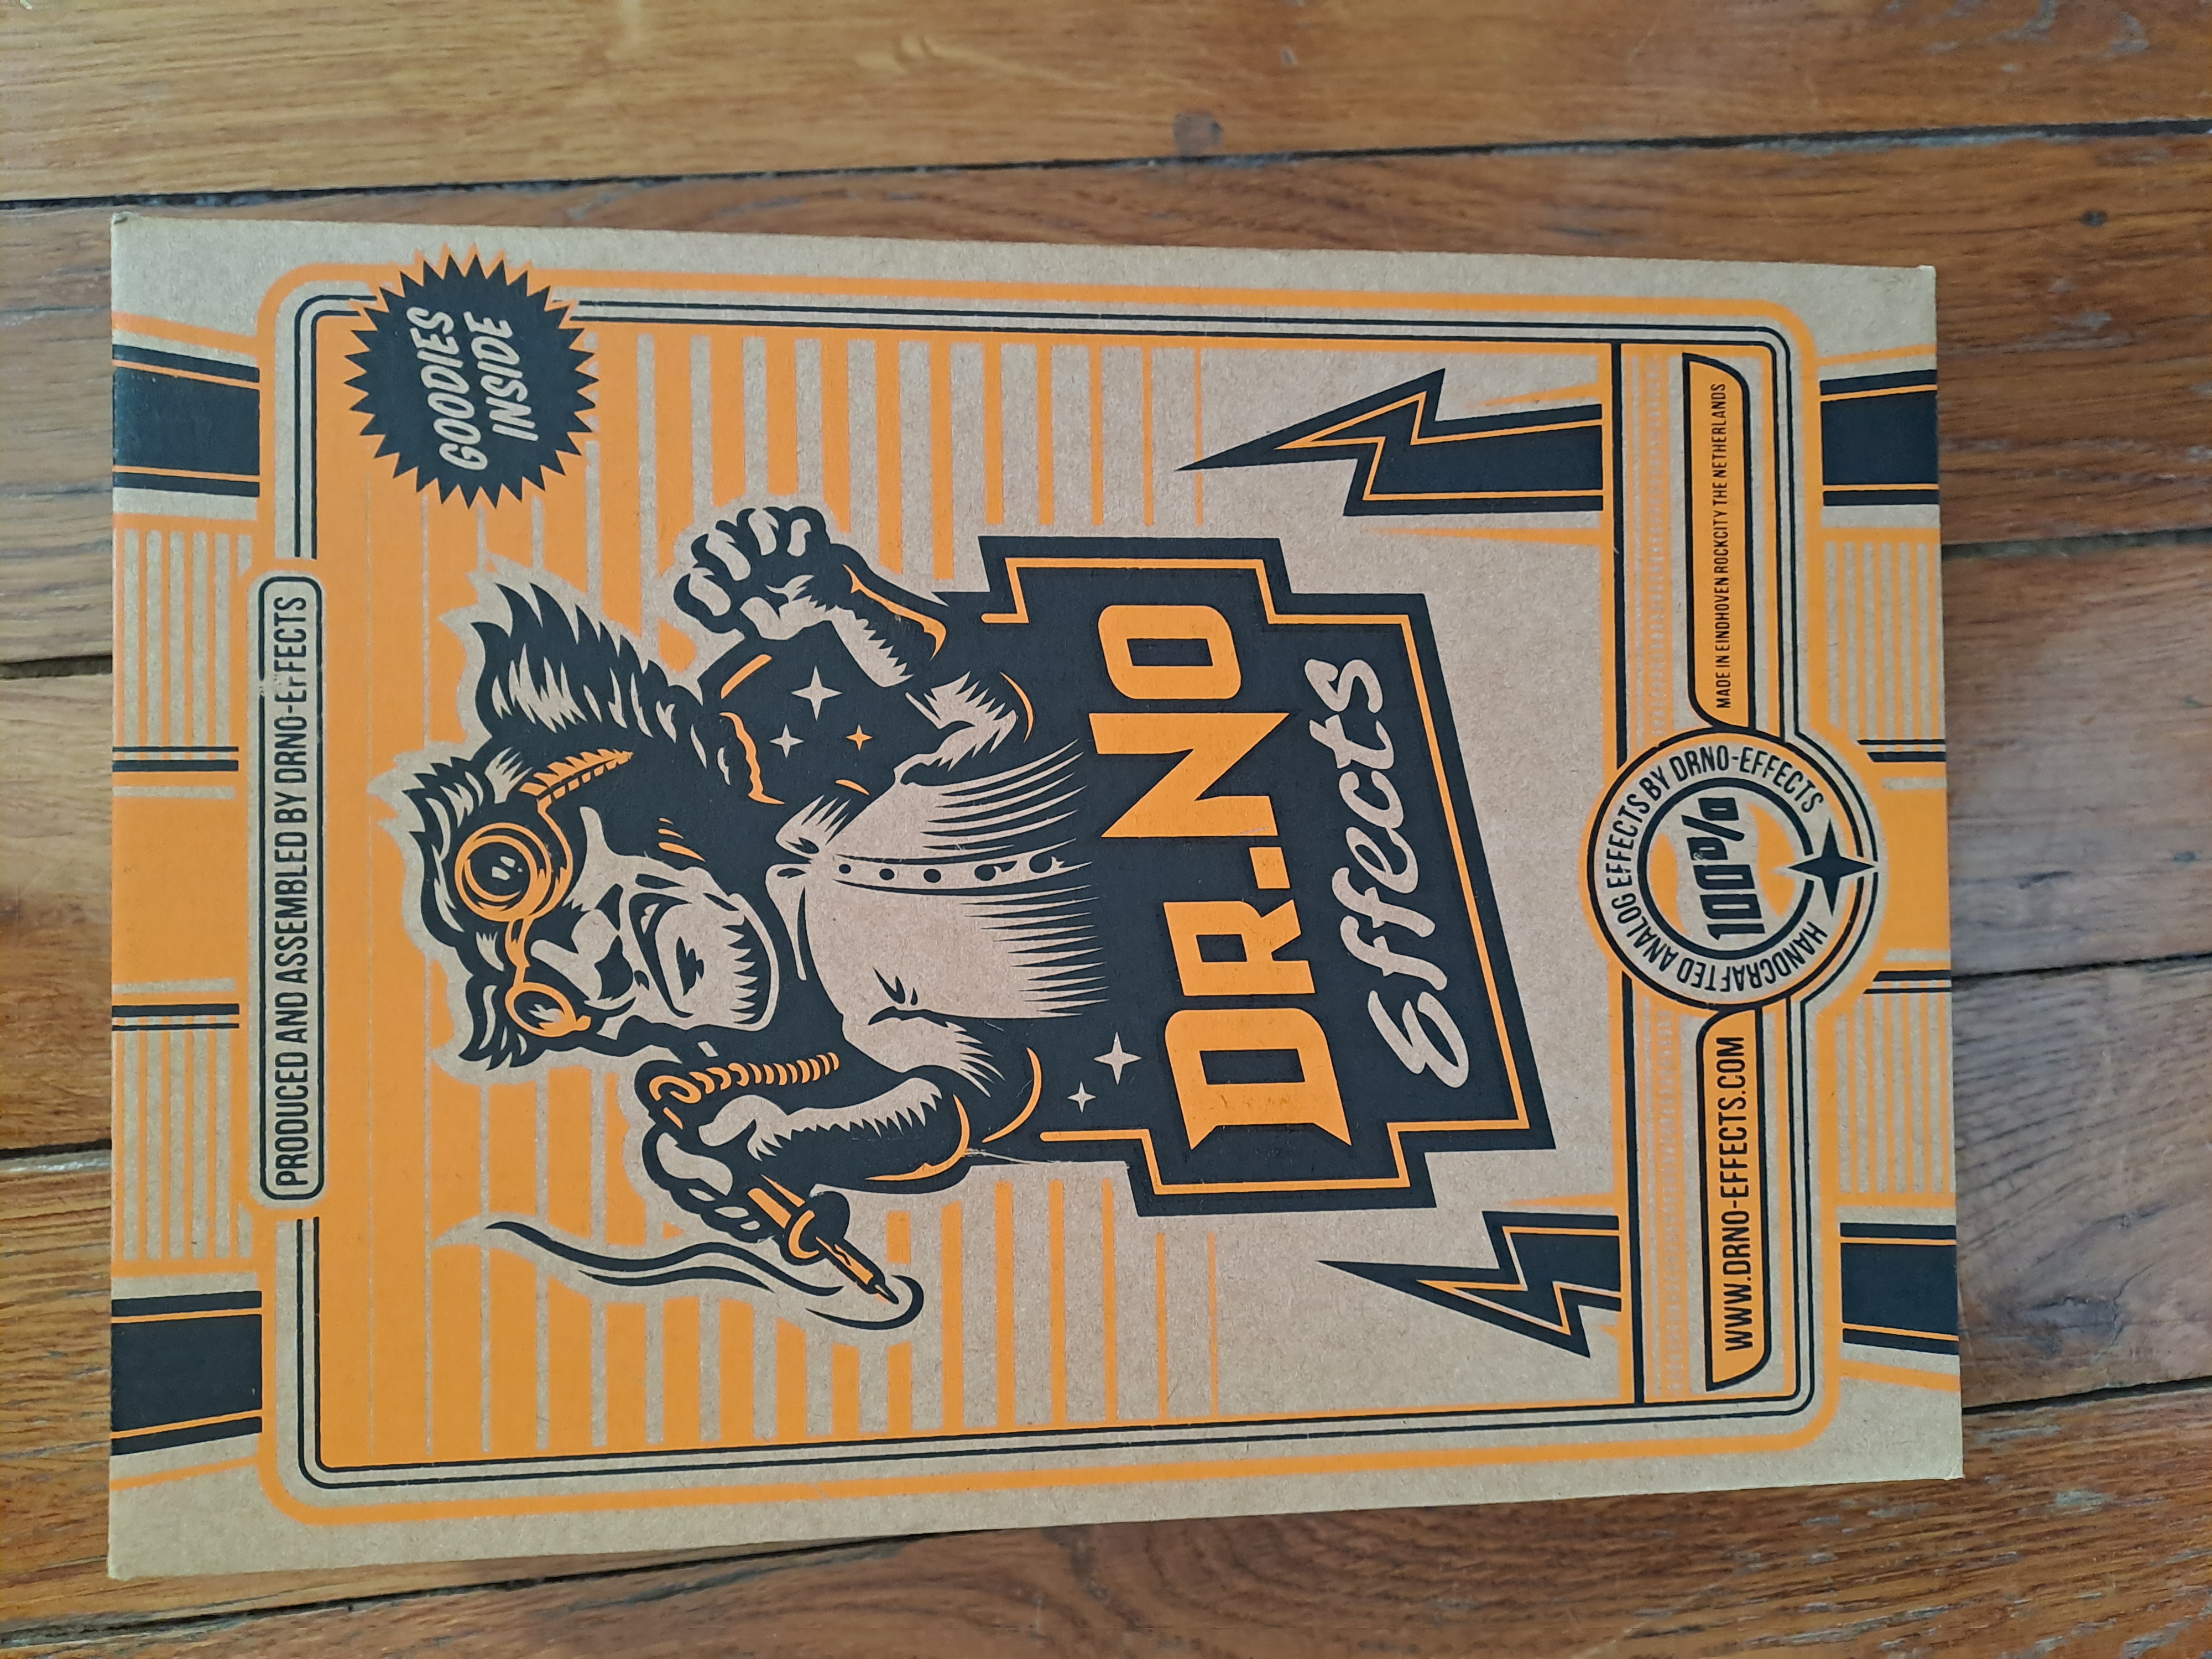 GOODIES
INSIDE
PRODUCED AND ASSEMBLED BY DRNO-EFFECTS
DR.NO
Effects
HANDCRAFTED ANALOG EFFECTS BY DRNO-EFFECTS
100%
WWW.DRNO-EFFECTS.COM
MADE IN EINDHOVEN ROCKCITY THE NETHERLANDS